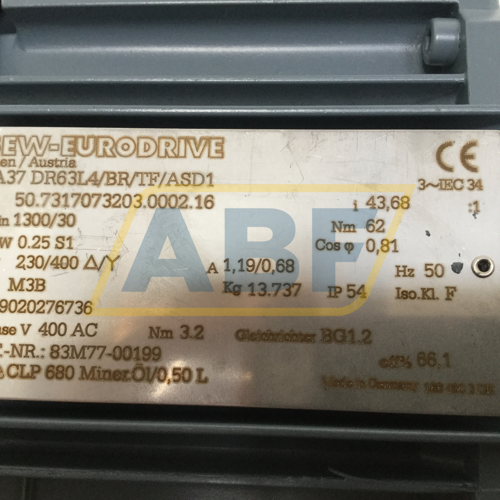 EW-EURODRIVE CE
en / Austria 3~IEC 34
A37 DR63L4/BR/TF/ASD1
50.7317073203.0002.16 i 43,68 :1
in 1300/30 Nm 62
W 0.25 S1 Cos φ 0,81
230/400 Δ/Y A 1,19/0,68 Hz 50
M3B Kg 13.737 IP 54 Iso.Kl. F
9020276736
se V 400 AC Nm 3.2 Gleichrichter BG1.2
-NR.: 83M77-00199 eff% 66,1
CLP 680 Miner.Öl/0,50 L Made in Germany
ABF